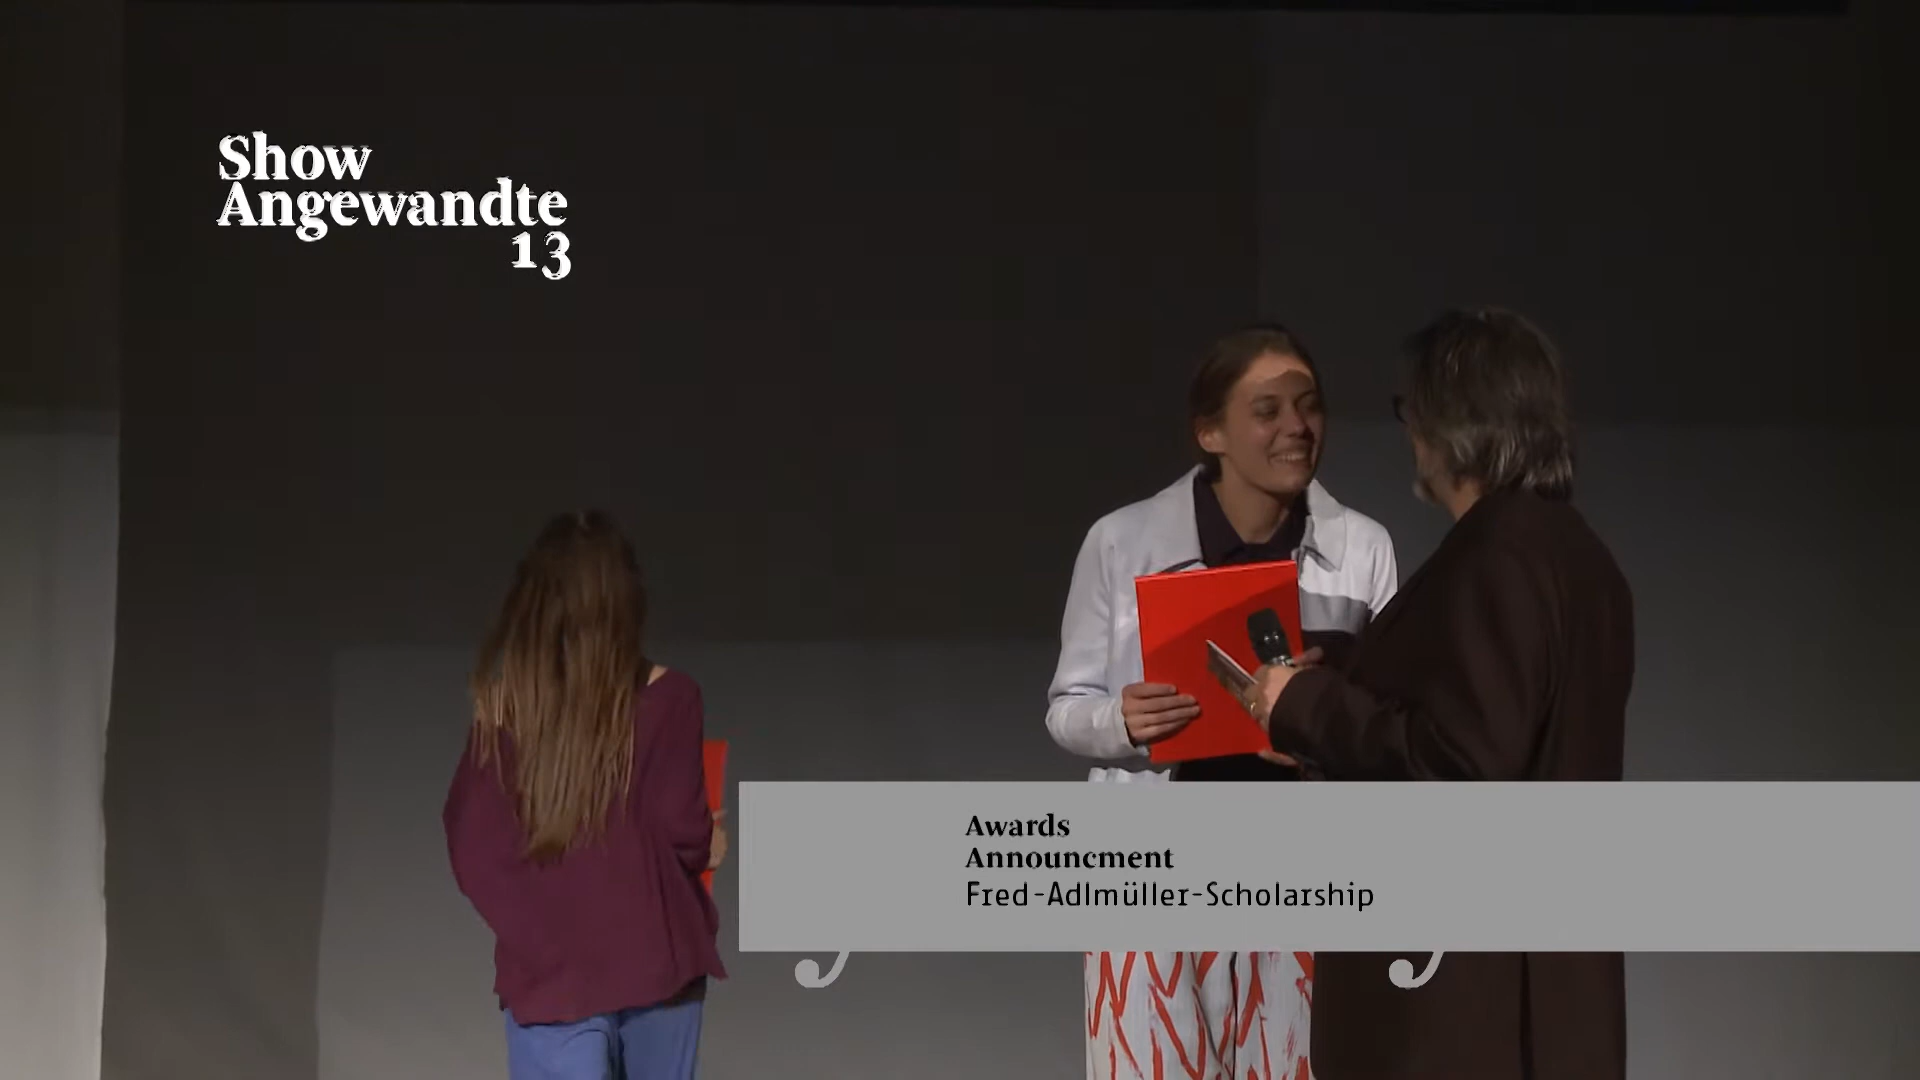 Show
Angewandte
13
Awards
Announcment
Fred-Adlmüller-Scholarship